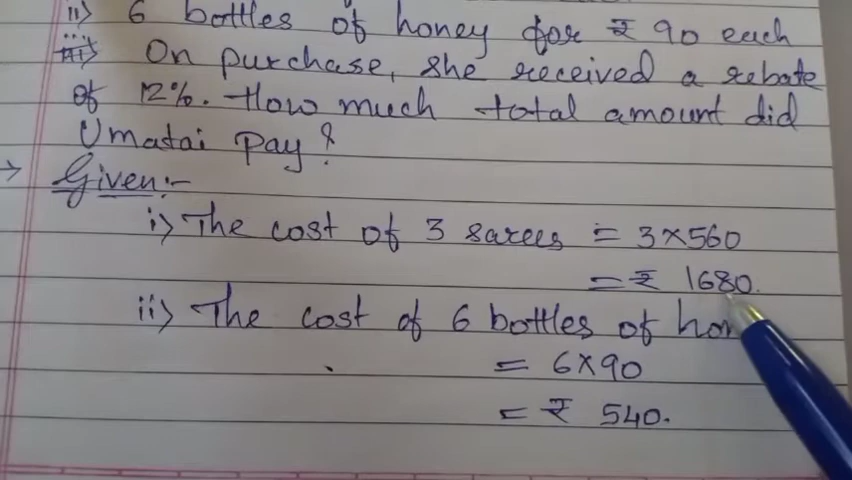 ii) 6 bottles of honey for ₹ 90 each
On purchase, she received a rebate
of 12%. How much total amount did
Umatai pay?
→ Given:-
i) The cost of 3 sarees = 3×560
= ₹ 1680.
ii) The cost of 6 bottles of
= 6×90
= ₹ 540.